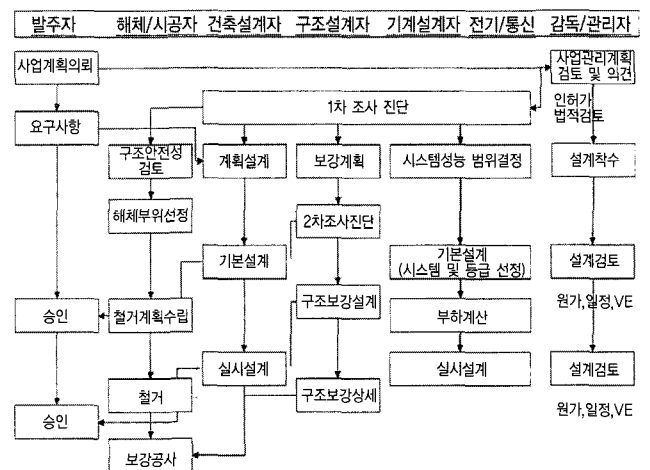 발주자 해체/시공자 건축설계자 구조설계자 기계설계자 전기/통신 감독/관리자
사업계획의뢰
사업관리계획
검토 및 의견
1차 조사 진단
인허가
법적검토
요구사항
구조안전성
검토
계획설계
보강계획
시스템성능 범위결정
설계착수
해체부위선정
2차조사진단
기본설계
기본설계
(시스템 및 등급 선정)
설계검토
승인
철거계획수립
구조보강설계
부하계산
원가,일정,VE
실시설계
실시설계
설계검토
철거
구조보강상세
승인
원가,일정,VE
보강공사